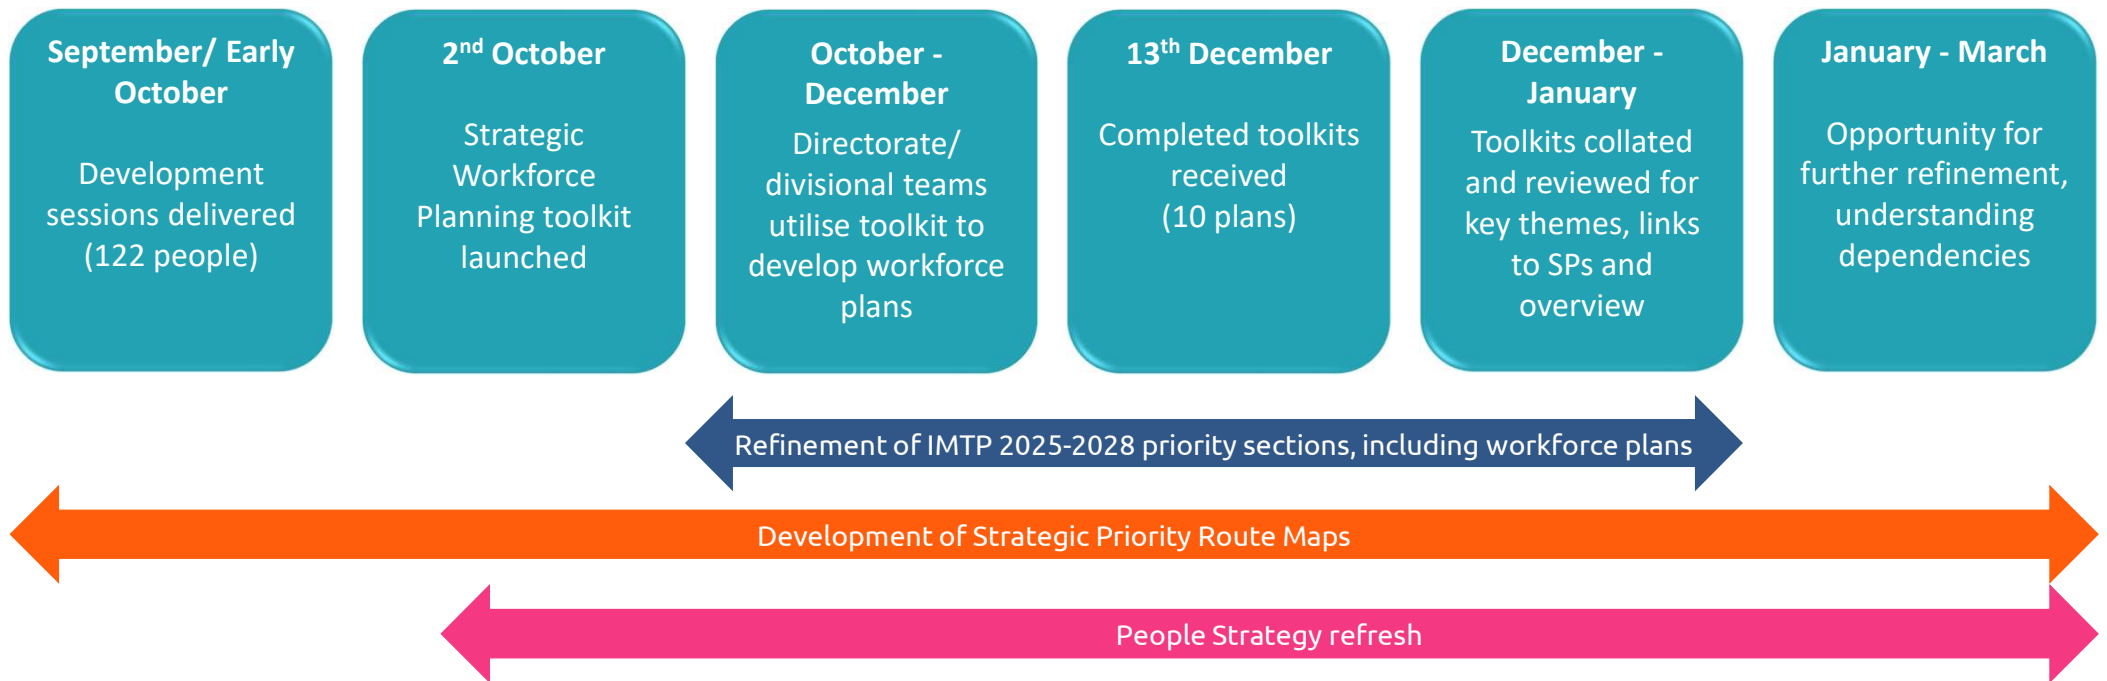 September/ Early
October
Development
sessions delivered
(122 people)
2nd October
Strategic
Workforce
Planning toolkit
launched
October -
December
Directorate/
divisional teams
utilise toolkit to
develop workforce
plans
13th December
Completed toolkits
received
(10 plans)
December -
January
Toolkits collated
and reviewed for
key themes, links
to SPs and
overview
January - March
Opportunity for
further refinement,
understanding
dependencies
Refinement of IMTP 2025-2028 priority sections, including workforce plans
Development of Strategic Priority Route Maps
People Strategy refresh